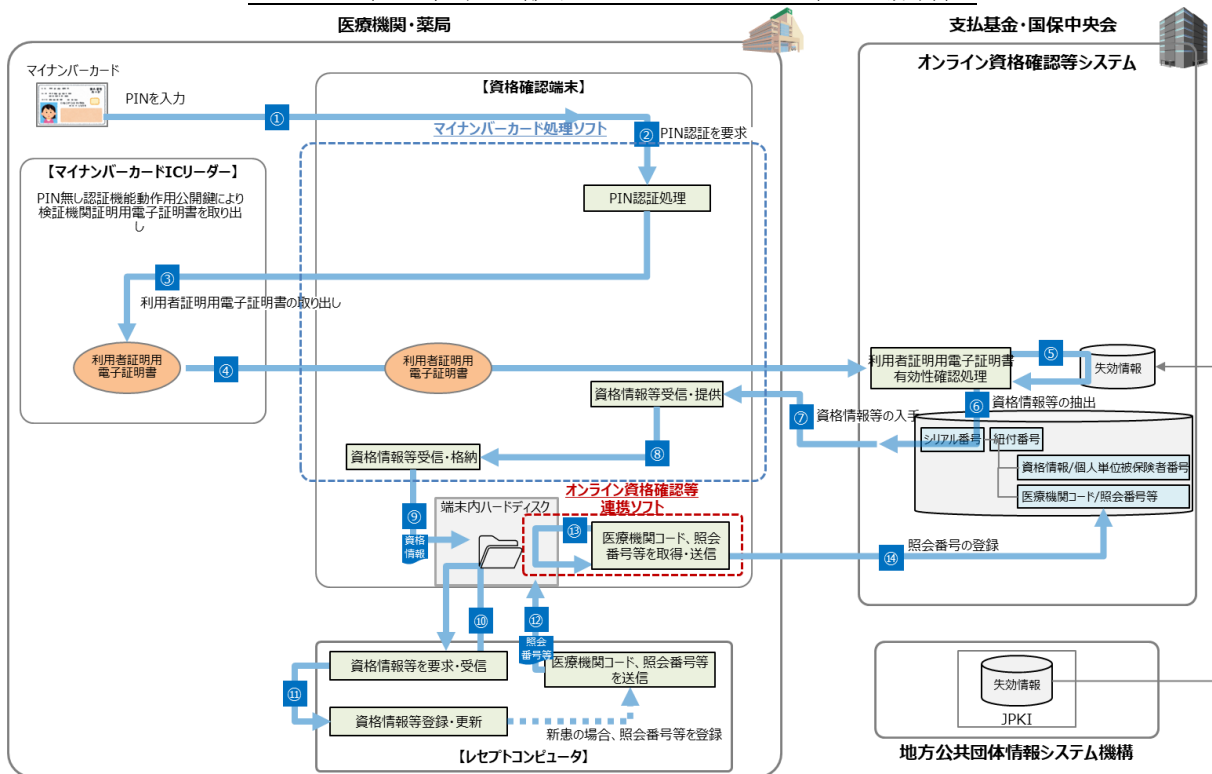 医療機関・薬局
支払基金・国保中央会
オンライン資格確認等システム
マイナンバーカード
PINを入力
①
【資格確認端末】
マイナンバーカード処理ソフト
②
PIN認証を要求
【マイナンバーカードICリーダー】
PIN無し認証機能動作用公開鍵により
検証機関証明用電子証明書を取り出
し
PIN認証処理
③
利用者証明用電子証明書の取り出し
利用者証明用
電子証明書
④
利用者証明用
電子証明書
利用者証明用電子証明書
有効性確認処理
⑤
失効情報
⑥
資格情報等の抽出
資格情報等受信・提供
⑦
資格情報等の入手
シリアル番号
紐付番号
資格情報/個人単位被保険者番号
医療機関コード/照会番号等
⑧
資格情報等受信・格納
オンライン資格確認等
連携ソフト
⑨
資格
情報
端末内ハードディスク
⑬
医療機関コード、照会
番号等を取得・送信
照会番号の登録
⑭
⑩
⑫
照会
番号等
資格情報等を要求・受信
医療機関コード、照会番号等
を送信
⑪
資格情報等登録・更新
新患の場合、照会番号等を登録
【レセプトコンピュータ】
失効情報
JPKI
地方公共団体情報システム機構